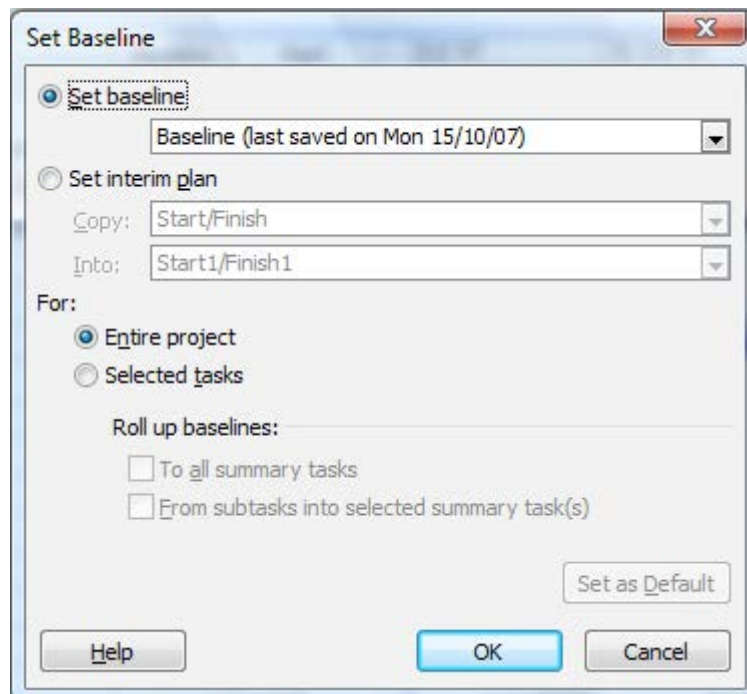 Set Baseline
Set baseline
Baseline (last saved on Mon 15/10/07)
Set interim plan
Copy: Start/Finish
Into: Start1/Finish1
For:
Entire project
Selected tasks
Roll up baselines:
To all summary tasks
From subtasks into selected summary task(s)
Set as Default
Help OK Cancel